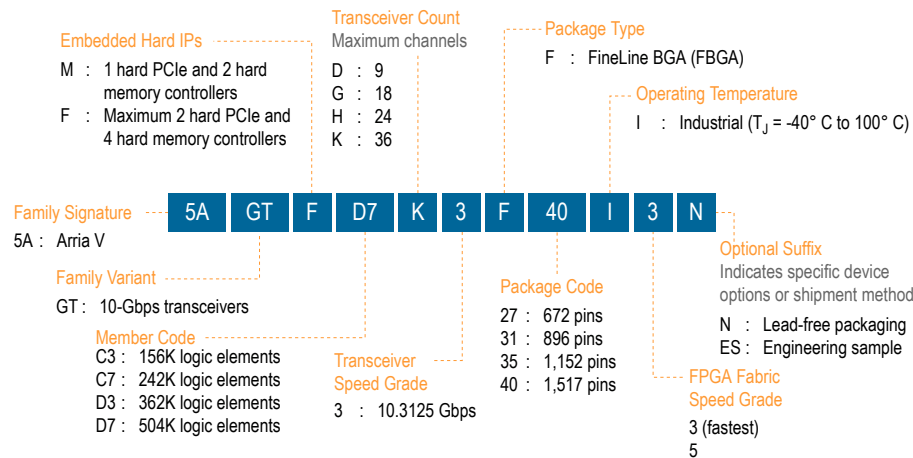 Embedded Hard IPs
M : 1 hard PCIe and 2 hard
memory controllers
F : Maximum 2 hard PCIe and
4 hard memory controllers
Transceiver Count
Maximum channels
D : 9
G : 18
H : 24
K : 36
Package Type
F : FineLine BGA (FBGA)
Operating Temperature
I : Industrial (TJ = -40° C to 100° C)
Family Signature
5A : Arria V
5A GT F D7 K 3 F 40 I 3 N
Family Variant
GT : 10-Gbps transceivers
Member Code
C3 : 156K logic elements
C7 : 242K logic elements
D3 : 362K logic elements
D7 : 504K logic elements
Transceiver
Speed Grade
3 : 10.3125 Gbps
Package Code
27 : 672 pins
31 : 896 pins
35 : 1,152 pins
40 : 1,517 pins
Optional Suffix
Indicates specific device
options or shipment method
N : Lead-free packaging
ES : Engineering sample
FPGA Fabric
Speed Grade
3 (fastest)
5